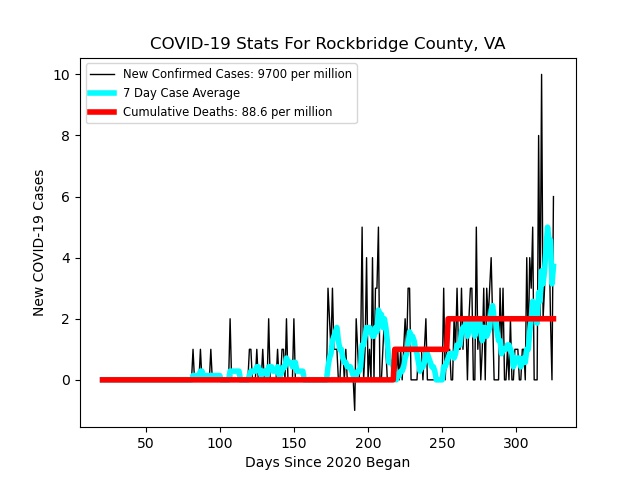 COVID-19 Stats For Rockbridge County, VA
New Confirmed Cases: 9700 per million
7 Day Case Average
Cumulative Deaths: 88.6 per million
New COVID-19 Cases
10
8
6
4
2
0
50 100 150 200 250 300
Days Since 2020 Began